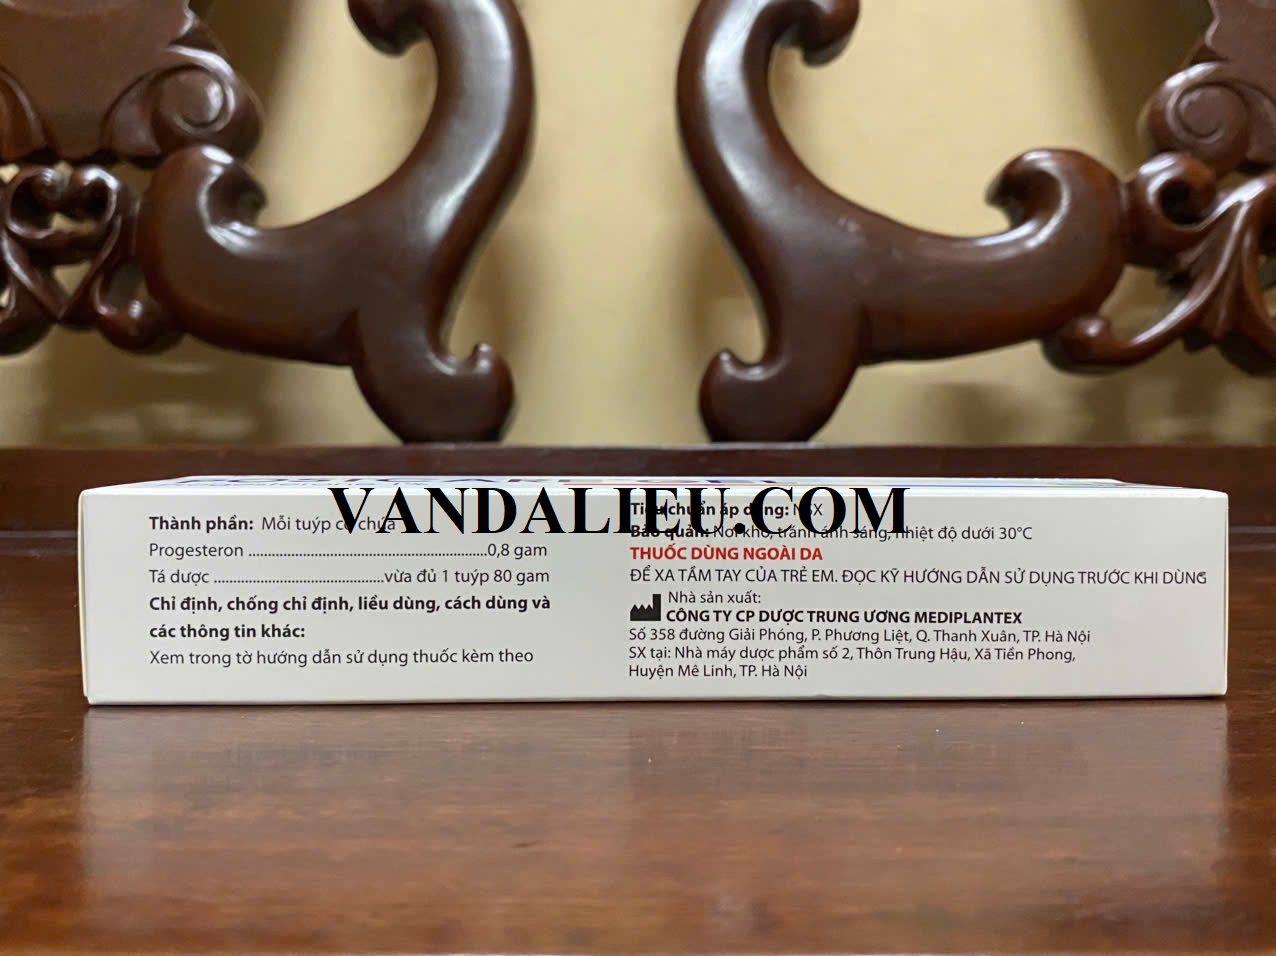 VANDALIEU.COM
Thành phần: Mỗi tuýp có chứa
Progesteron ............................................................0,8 gam
Tá dược ...........................................vừa đủ 1 tuýp 80 gam
Chỉ định, chống chỉ định, liều dùng, cách dùng và
các thông tin khác:
Xem trong tờ hướng dẫn sử dụng thuốc kèm theo
Tiêu chuẩn áp dụng: NSX
Bảo quản: Nơi khô, tránh ánh sáng, nhiệt độ dưới 30°C
THUỐC DÙNG NGOÀI DA
ĐỂ XA TẦM TAY CỦA TRẺ EM. ĐỌC KỸ HƯỚNG DẪN SỬ DỤNG TRƯỚC KHI DÙNG
Nhà sản xuất:
CÔNG TY CP DƯỢC TRUNG ƯƠNG MEDIPLANTEX
Số 358 đường Giải Phóng, P. Phương Liệt, Q. Thanh Xuân, TP. Hà Nội
SX tại: Nhà máy dược phẩm số 2, Thôn Trung Hậu, Xã Tiền Phong,
Huyện Mê Linh, TP. Hà Nội